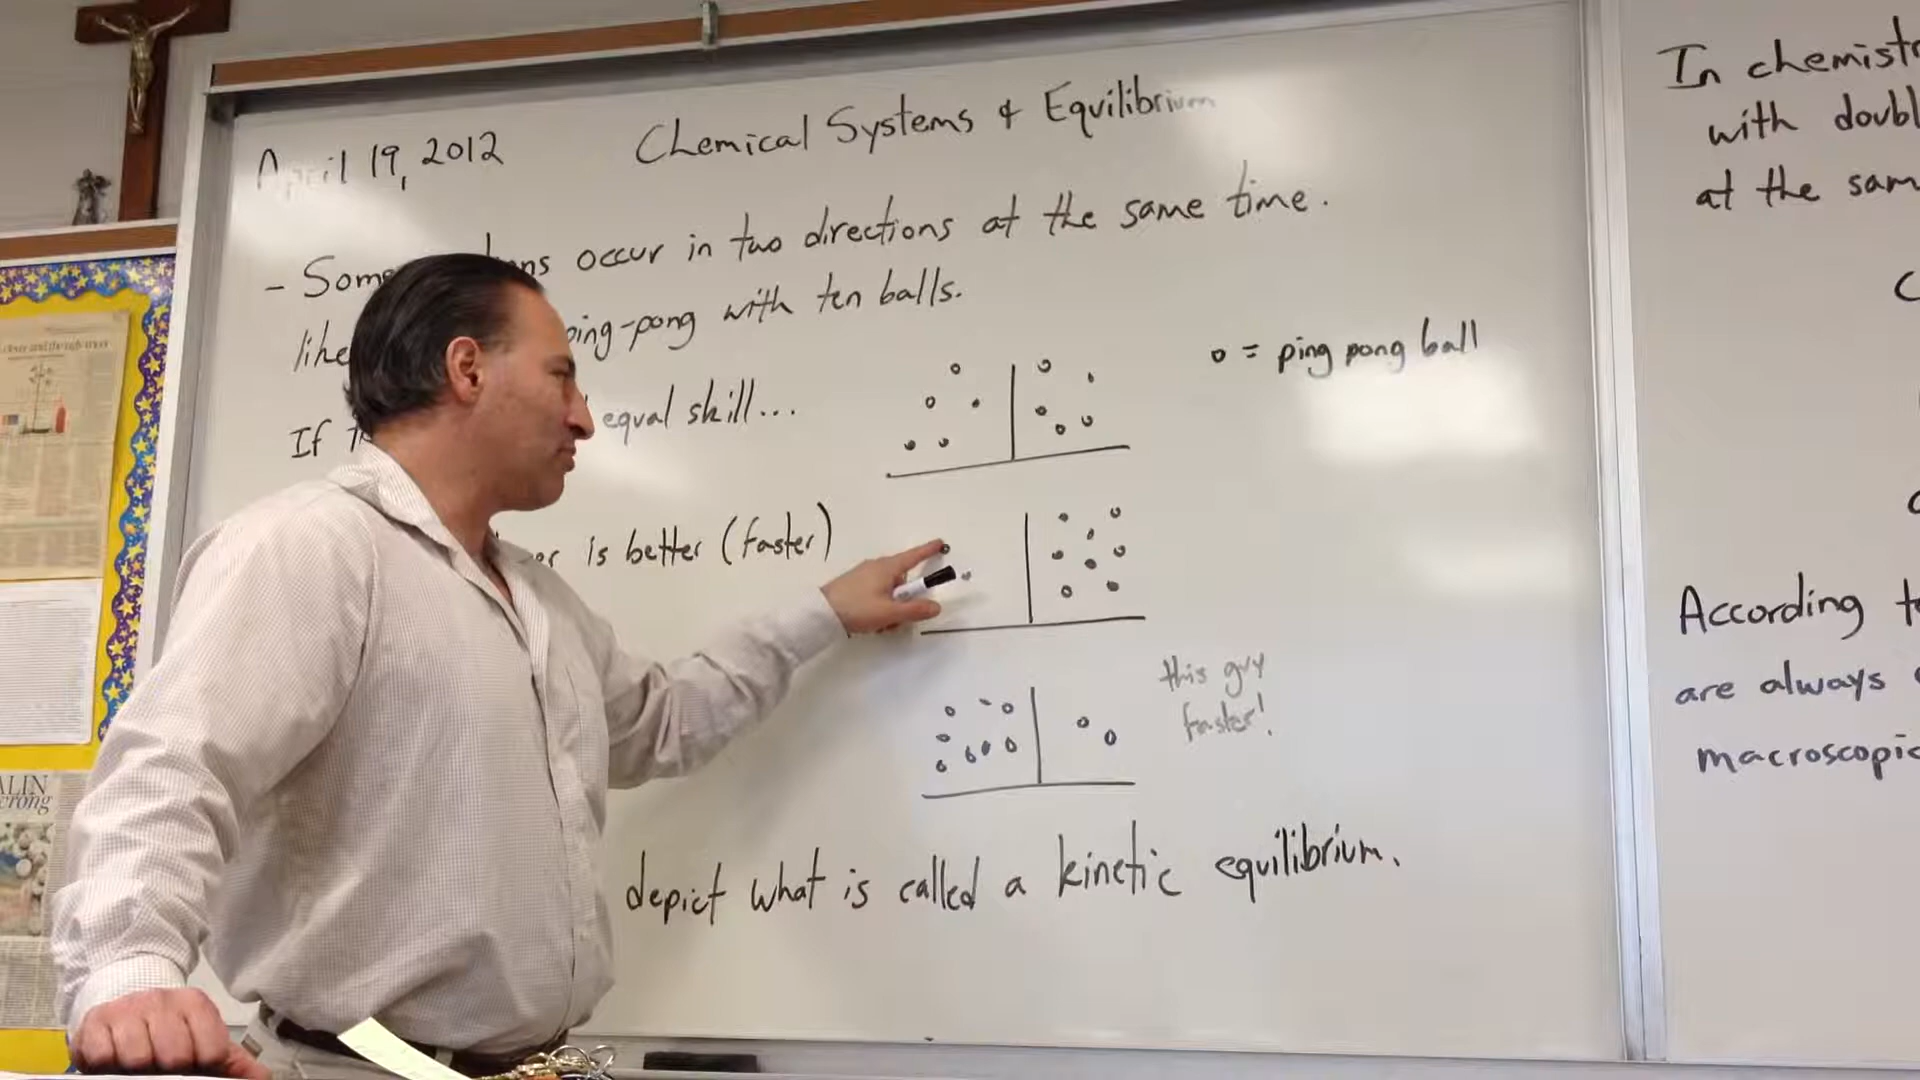 April 19, 2012
Chemical Systems & Equilibrium
- Some occur in two directions at the same time.
like ping-pong with ten balls.
o = ping pong ball
If equal skill...
is better (faster)
this guy
faster!
depict what is called a kinetic equilibrium.
In chemist
with doubl
at the sam
According to
are always
macroscopic